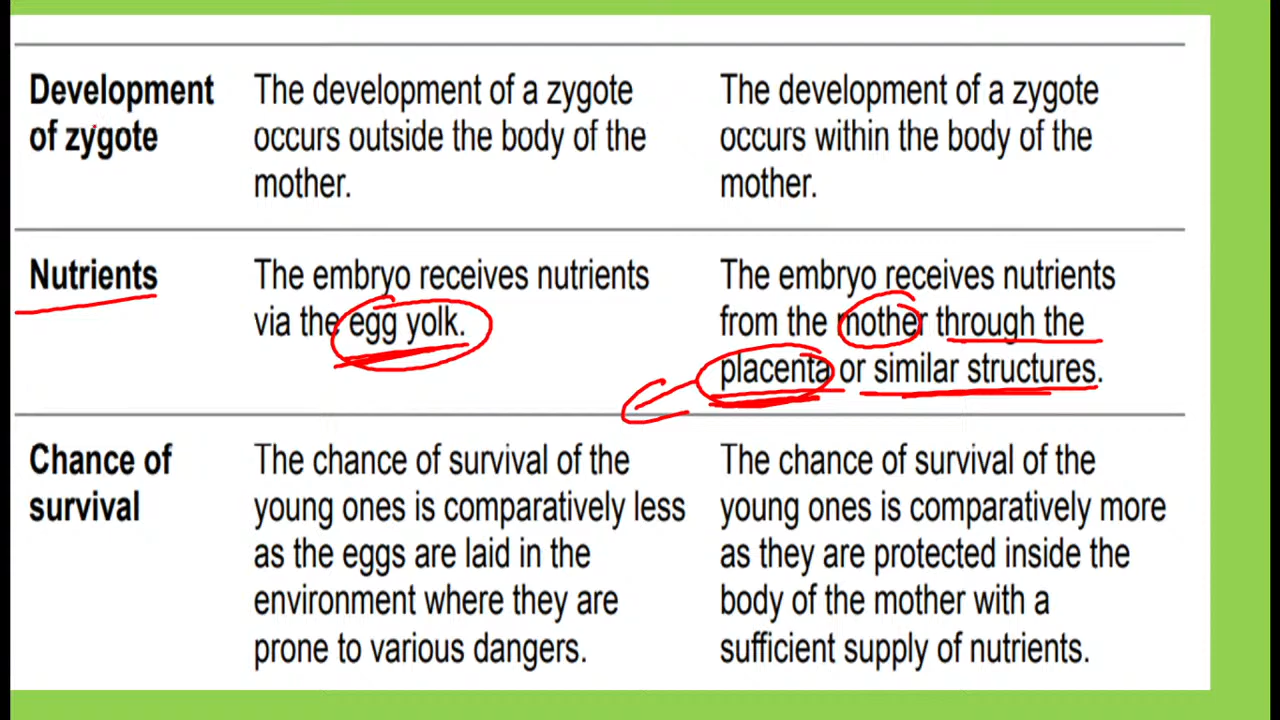 Development
of zygote
The development of a zygote
occurs outside the body of the
mother.
The development of a zygote
occurs within the body of the
mother.
Nutrients
The embryo receives nutrients
via the egg yolk.
The embryo receives nutrients
from the mother through the
placenta or similar structures.
Chance of
survival
The chance of survival of the
young ones is comparatively less
as the eggs are laid in the
environment where they are
prone to various dangers.
The chance of survival of the
young ones is comparatively more
as they are protected inside the
body of the mother with a
sufficient supply of nutrients.